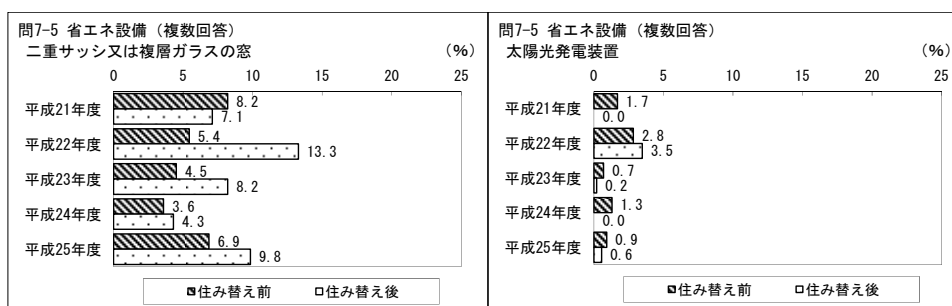 問7-5 省エネ設備（複数回答）
二重サッシ又は複層ガラスの窓 （％）
0 5 10 15 20 25
平成21年度 8.2
7.1
平成22年度 5.4
13.3
平成23年度 4.5
8.2
平成24年度 3.6
4.3
平成25年度 6.9
9.8
住み替え前 住み替え後
問7-5 省エネ設備（複数回答）
太陽光発電装置 （％）
0 5 10 15 20 25
平成21年度 1.7
0.0
平成22年度 2.8
3.5
平成23年度 0.7
0.2
平成24年度 1.3
0.0
平成25年度 0.9
0.6
住み替え前 住み替え後